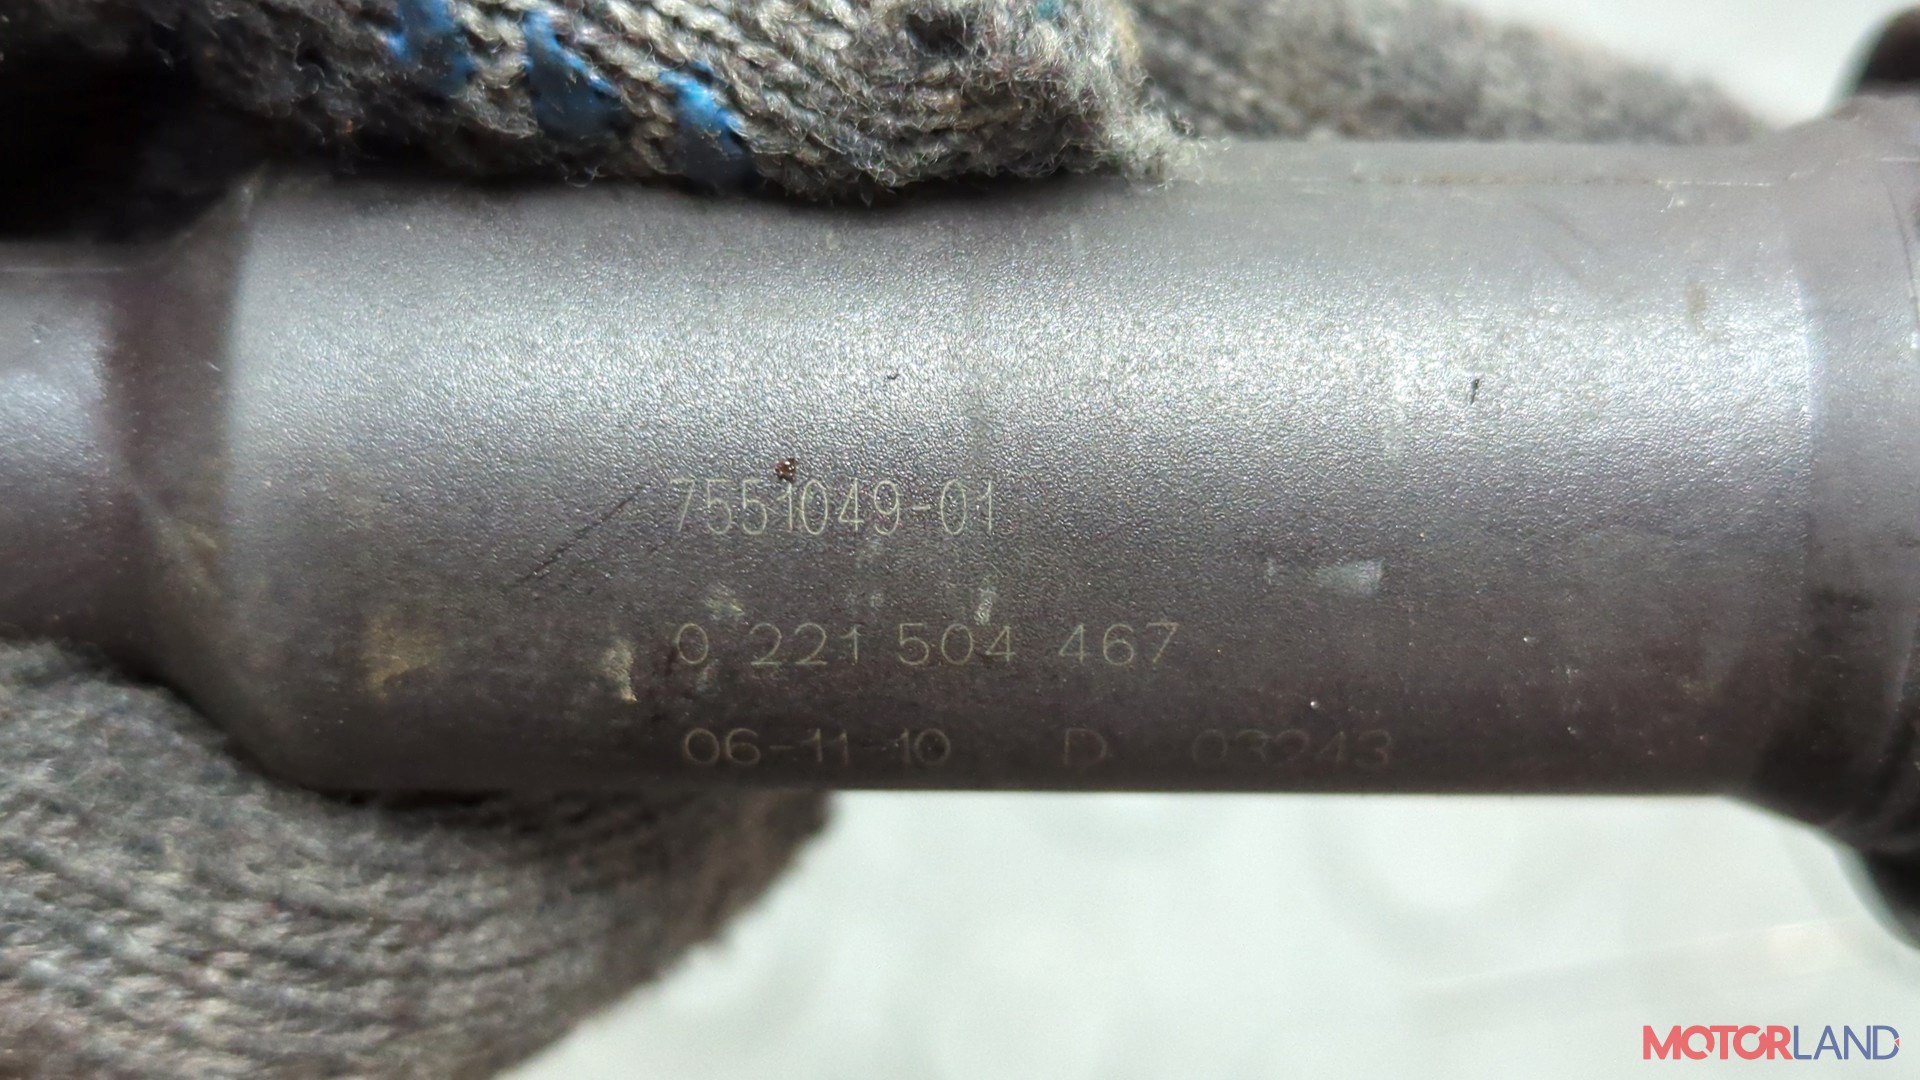 7551049-01
0 221 504 467
06-11-10 D 03243
MOTORLAND